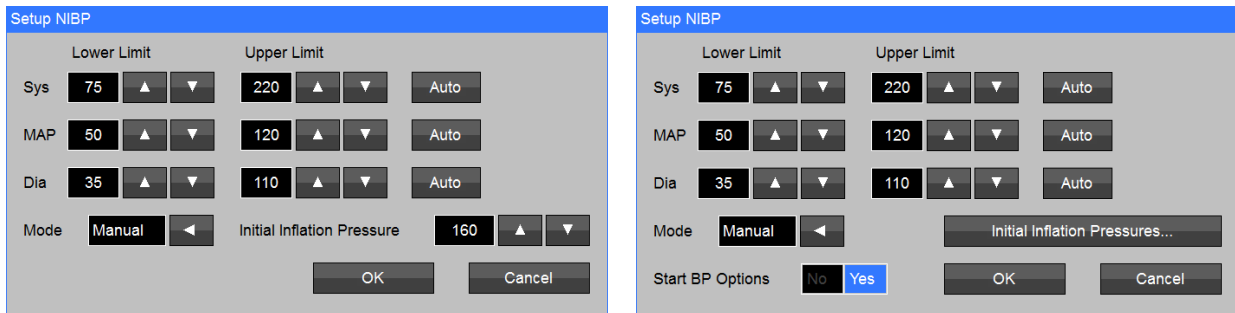 Setup NIBP
Lower Limit Upper Limit
Sys 75 220 Auto
MAP 50 120 Auto
Dia 35 110 Auto
Mode Manual Initial Inflation Pressure 160
OK Cancel
Setup NIBP
Lower Limit Upper Limit
Sys 75 220 Auto
MAP 50 120 Auto
Dia 35 110 Auto
Mode Manual Initial Inflation Pressures...
Start BP Options No Yes OK Cancel